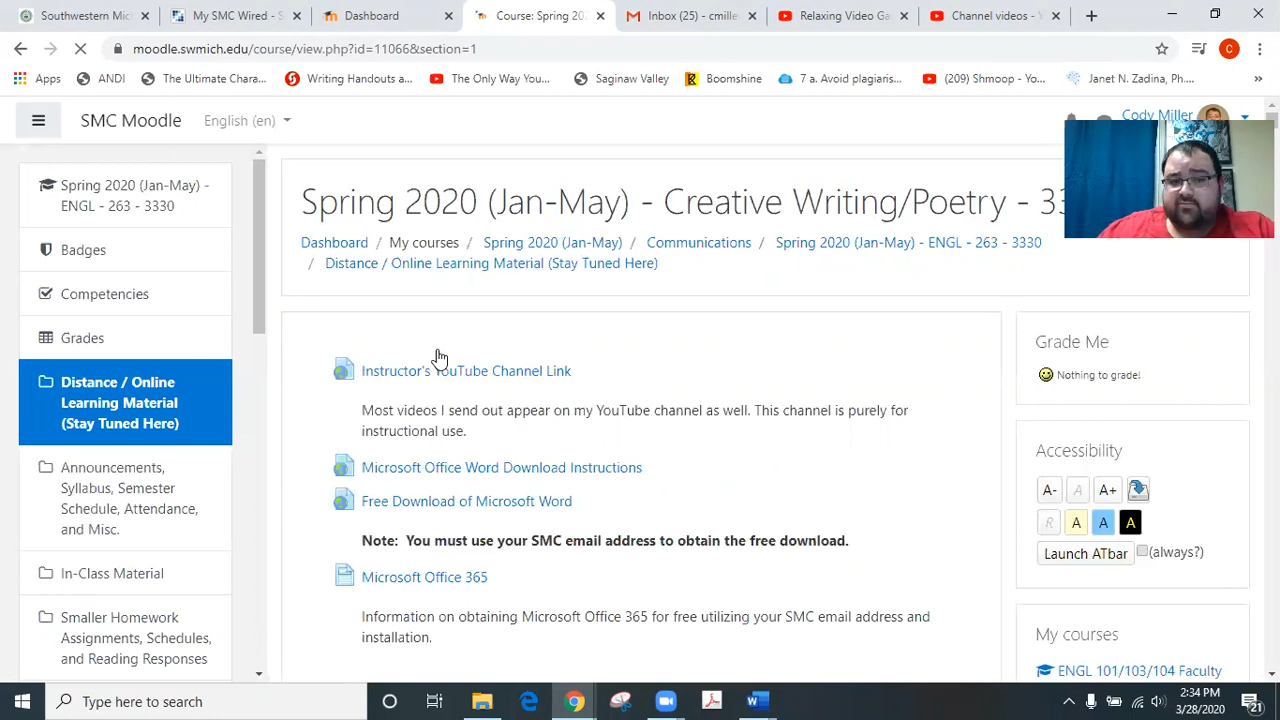 Southwestern Mic
My SMC Wired - S
Dashboard
Course: Spring 202
Inbox (25) - cmille
Relaxing Video Ga
Channel videos - Y
moodle.swmich.edu/course/view.php?id=11066&section=1
Apps
ANDI
The Ultimate Chara...
Writing Handouts a...
The Only Way You...
Saginaw Valley
Boomshine
7. Avoid plagiaris...
(209) Shmoop - Yo...
Janet N. Zadina, Ph....
SMC Moodle
English (en)
Cody Miller
Spring 2020 (Jan-May) -
ENGL - 263 - 3330
Badges
Competencies
Grades
Distance / Online
Learning Material
(Stay Tuned Here)
Announcements,
Syllabus, Semester
Schedule, Attendance,
and Misc.
In-Class Material
Smaller Homework
Assignments, Schedules,
and Reading Responses
Spring 2020 (Jan-May) - Creative Writing/Poetry - 33
Dashboard / My courses / Spring 2020 (Jan-May) / Communications / Spring 2020 (Jan-May) - ENGL - 263 - 3330
/ Distance / Online Learning Material (Stay Tuned Here)
Instructor's YouTube Channel Link
Most videos I send out appear on my YouTube channel as well. This channel is purely for
instructional use.
Microsoft Office Word Download Instructions
Free Download of Microsoft Word
Note: You must use your SMC email address to obtain the free download.
Microsoft Office 365
Information on obtaining Microsoft Office 365 for free utilizing your SMC email address and
installation.
Grade Me
Nothing to grade!
Accessibility
A- A A+
R A A A
Launch ATbar (always?)
My courses
ENGL 101/103/104 Faculty
Type here to search
2:34 PM
3/28/2020
21